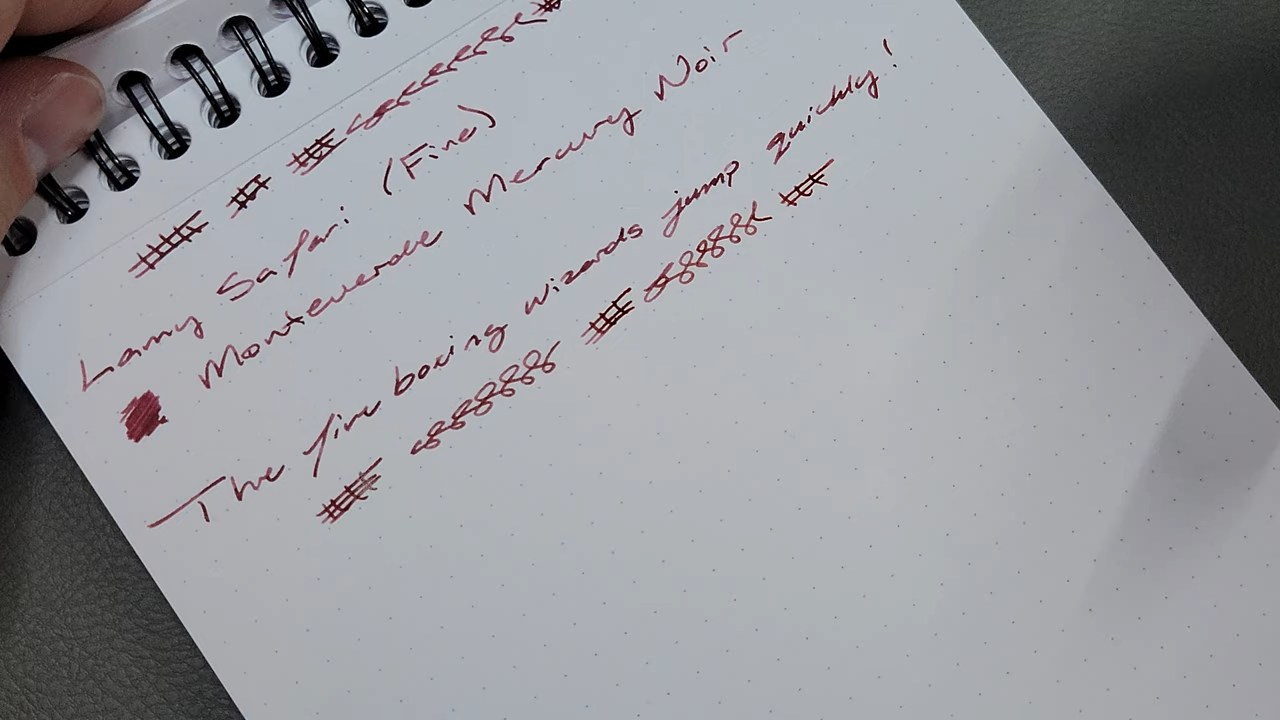 Lamy Safari (Fine)
Monteverde Mercury Noir
The five boxing wizards jump quickly!